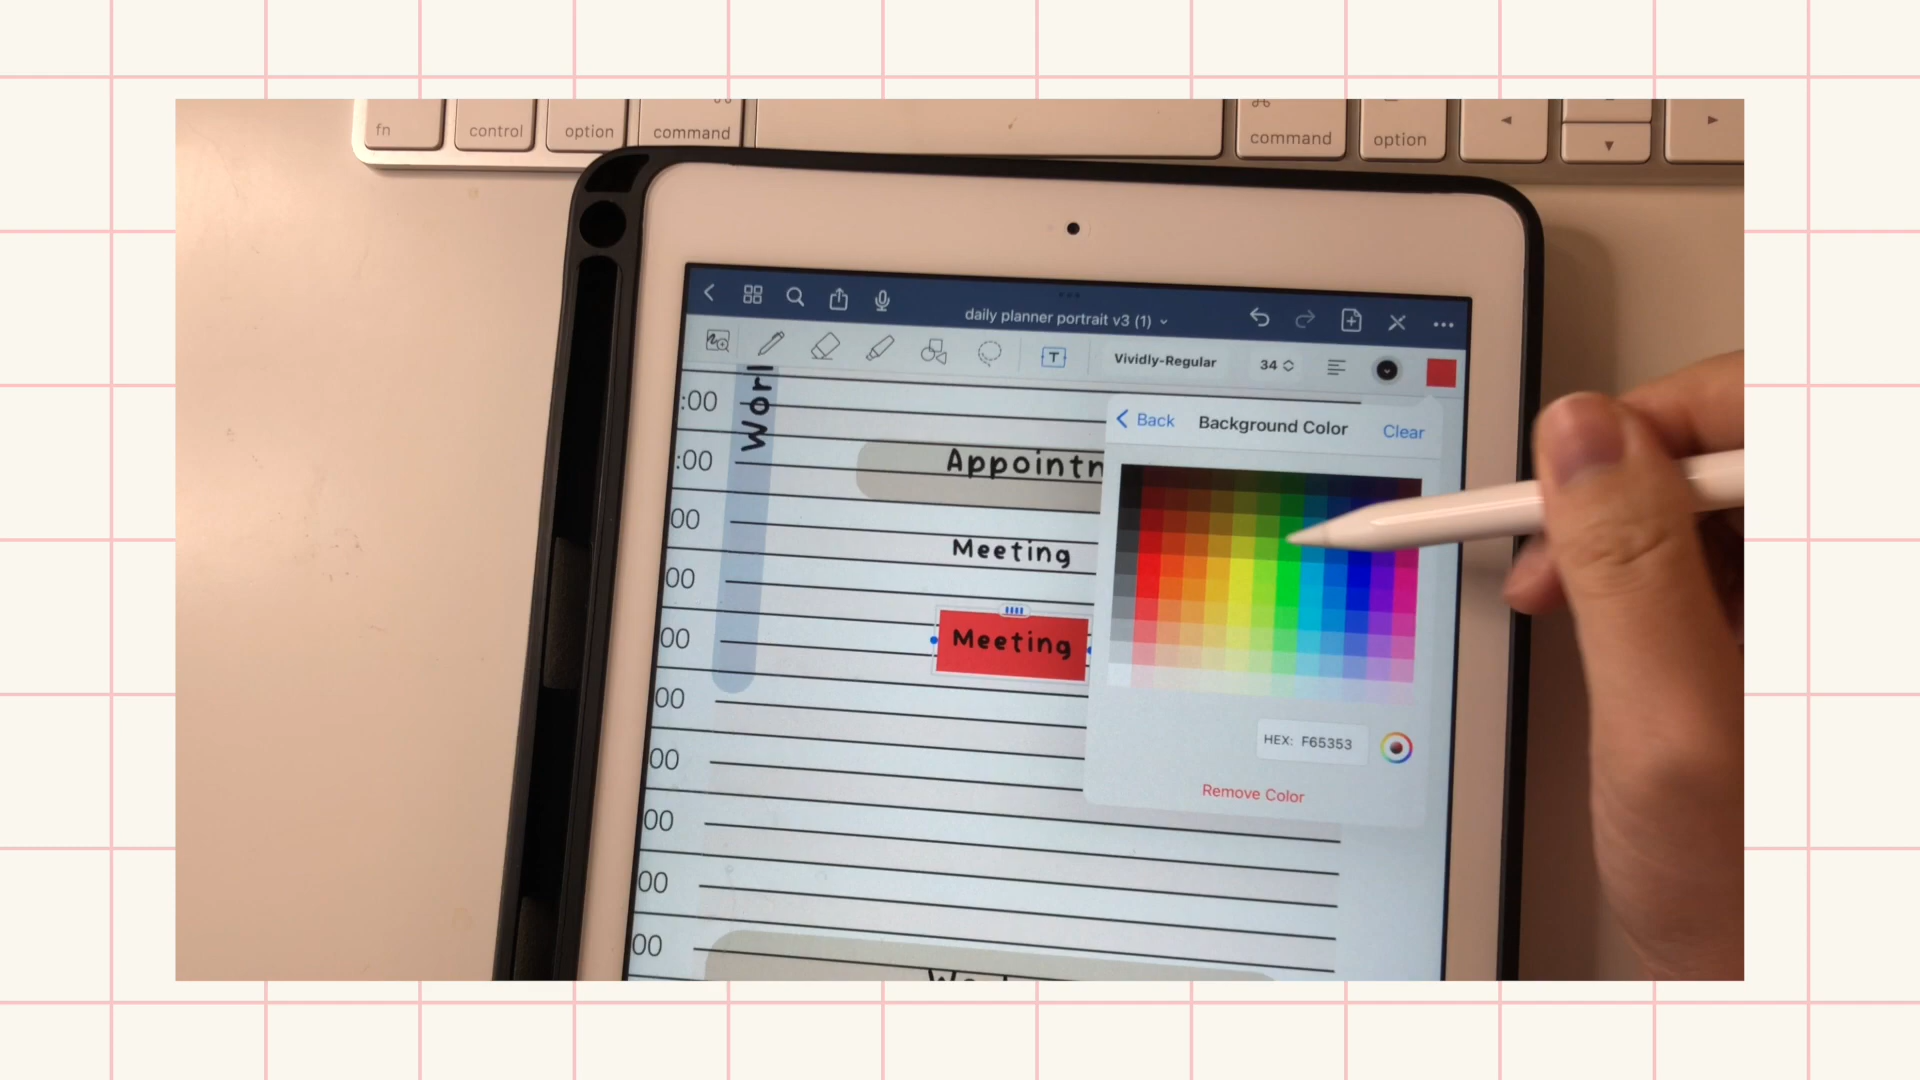 fn control option command command option
daily planner portrait v3 (1)
Vividly-Regular 34
:00
Back Background Color Clear
:00
Appointn
00
Meeting
00
00
Meeting
00
HEX: F65353
00
Remove Color
00
00
00